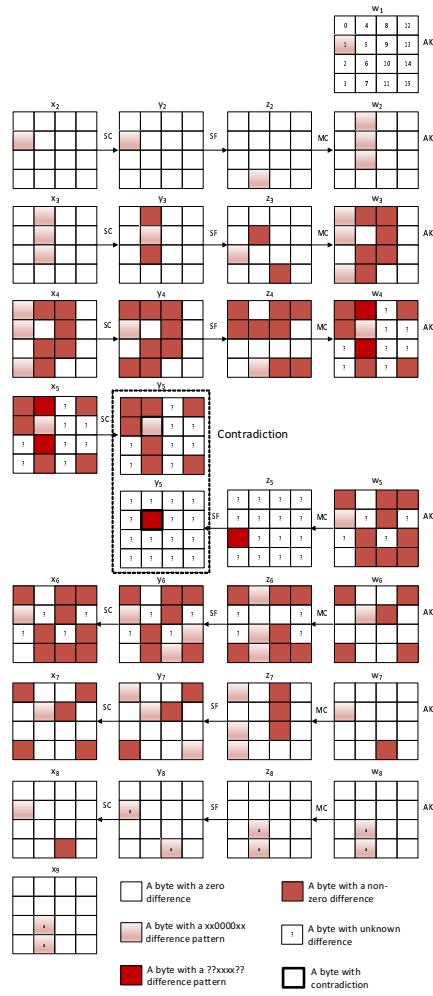 w1
0 4 8 12
1 5 9 13 AK
2 6 10 14
3 7 11 15
x2 y2 z2 w2
SC SF MC AK
x3 y3 z3 w3
SC SF MC AK
x4 y4 z4 w4
?
SC SF MC ? ? AK
? ? ?
? ?
x5 y5
? ?
? ? SC ? ?
? ? ? ? ? ?
? ? ? ?
Contradiction
y5 z5 w5
? ? ? ? ? ? ? ?
? ? ? SF ? ? ? ? MC ? ? AK
? ? ? ? ? ? ? ?
? ? ? ? ? ? ? ?
x6 y6 z6 w6
? ? SC ? ? SF ? ? MC AK
? ? ?
x7 y7 z7 w7
SC SF MC AK
x8 y8 z8 w8
SC a SF MC AK
a a
a a a
x9
a
a
A byte with a zero
difference
A byte with a non-
zero difference
A byte with a xx0000xx
difference pattern
? A byte with unknown
difference
A byte with a ??xxxx??
difference pattern
A byte with
contradiction